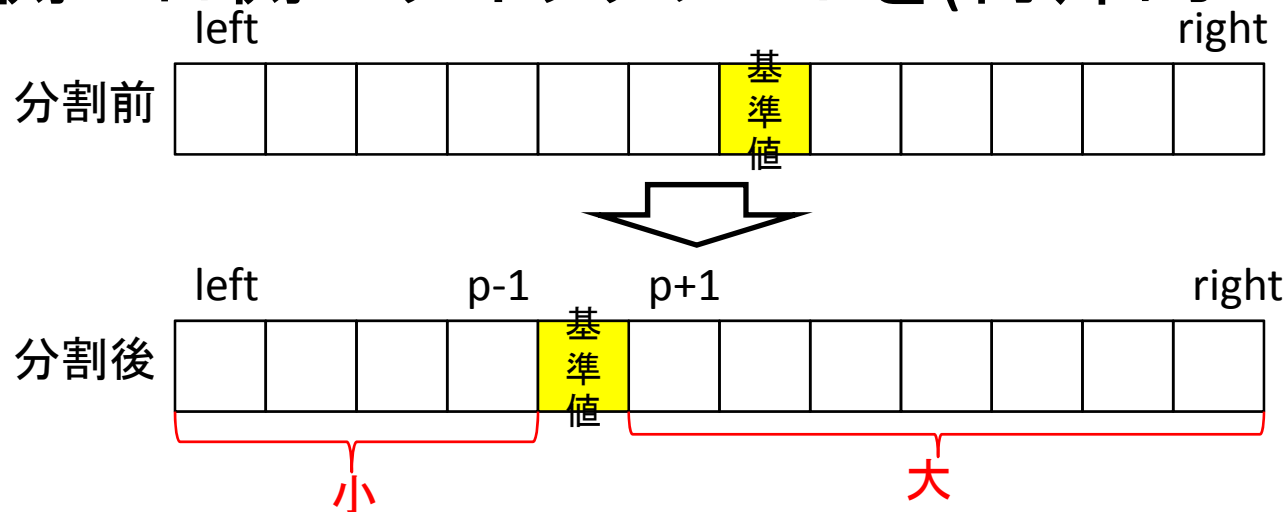 left right
分割前 基準値
left p-1 p+1 right
分割後 基準値
小 大